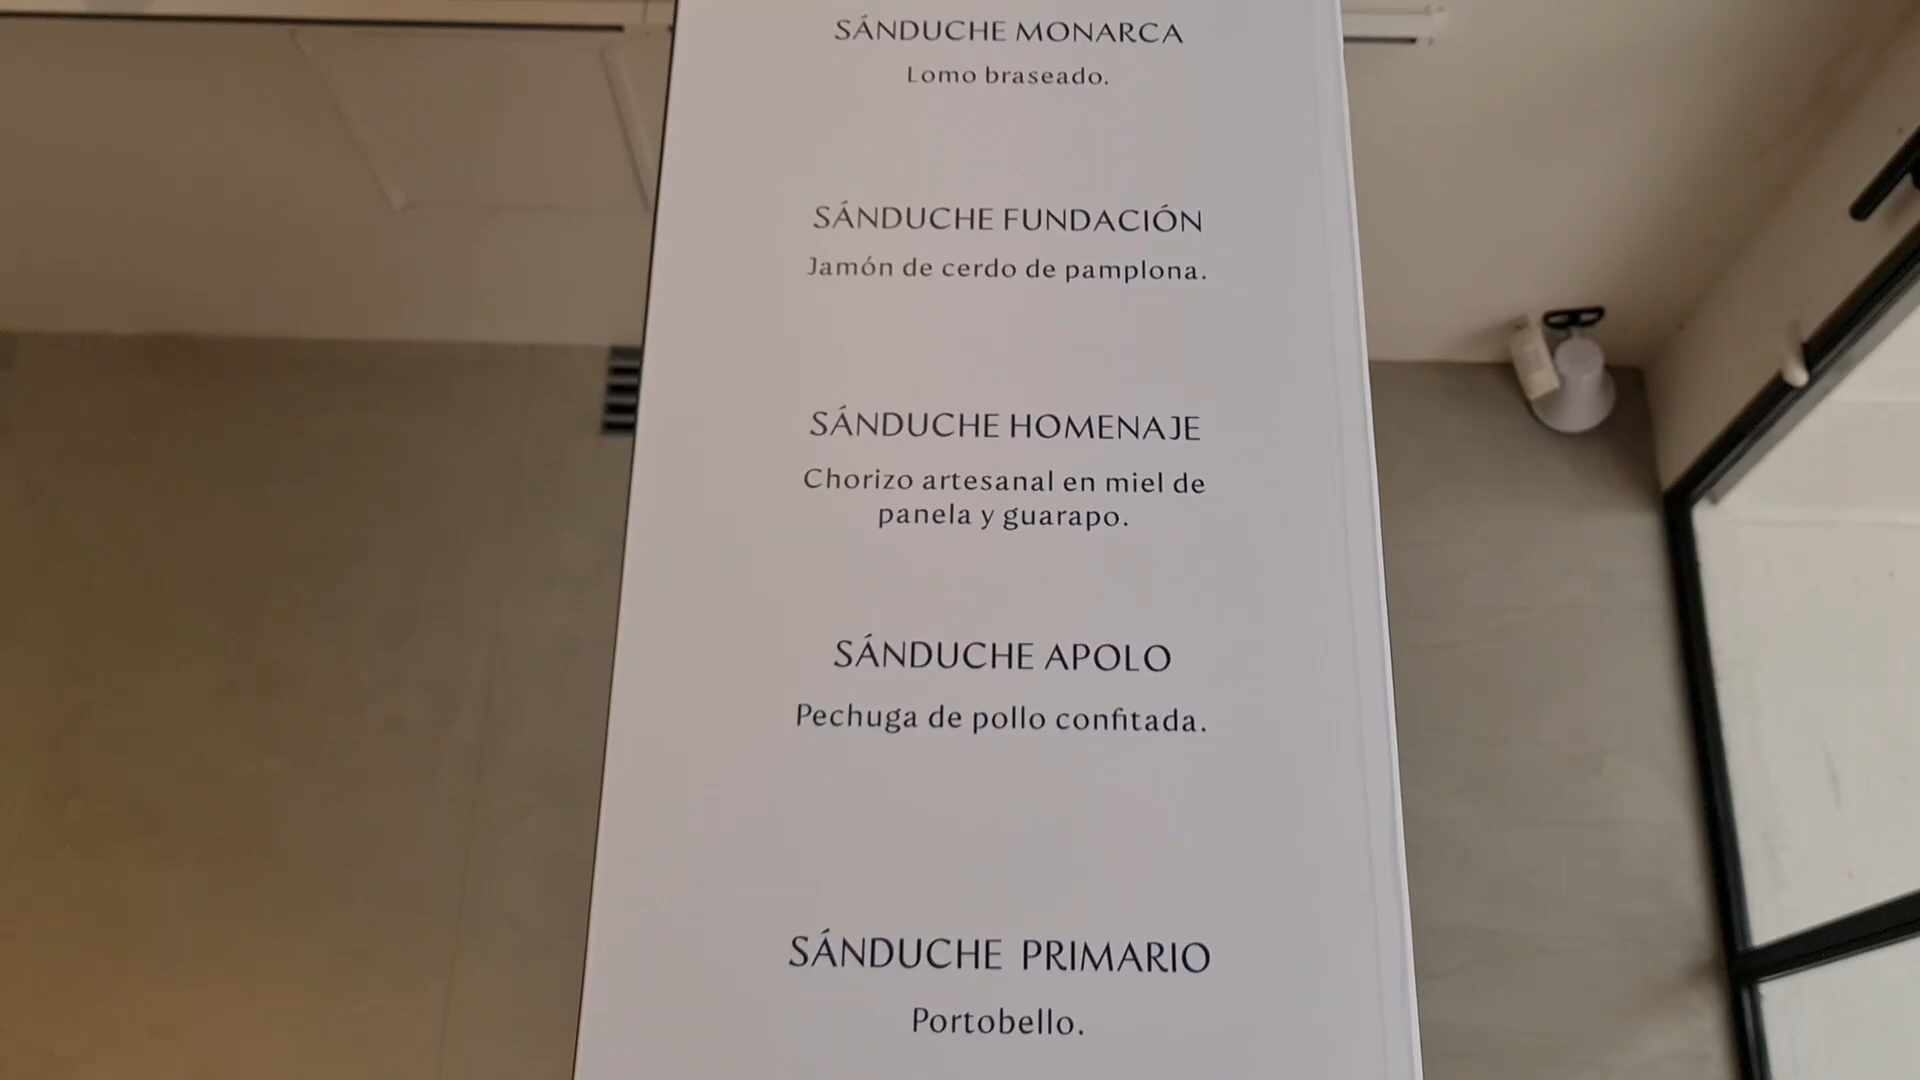 SÁNDUCHE MONARCA
Lomo braseado.
SÁNDUCHE FUNDACIÓN
Jamón de cerdo de pamplona.
SÁNDUCHE HOMENAJE
Chorizo artesanal en miel de
panela y guarapo.
SÁNDUCHE APOLO
Pechuga de pollo confitada.
SÁNDUCHE PRIMARIO
Portobello.